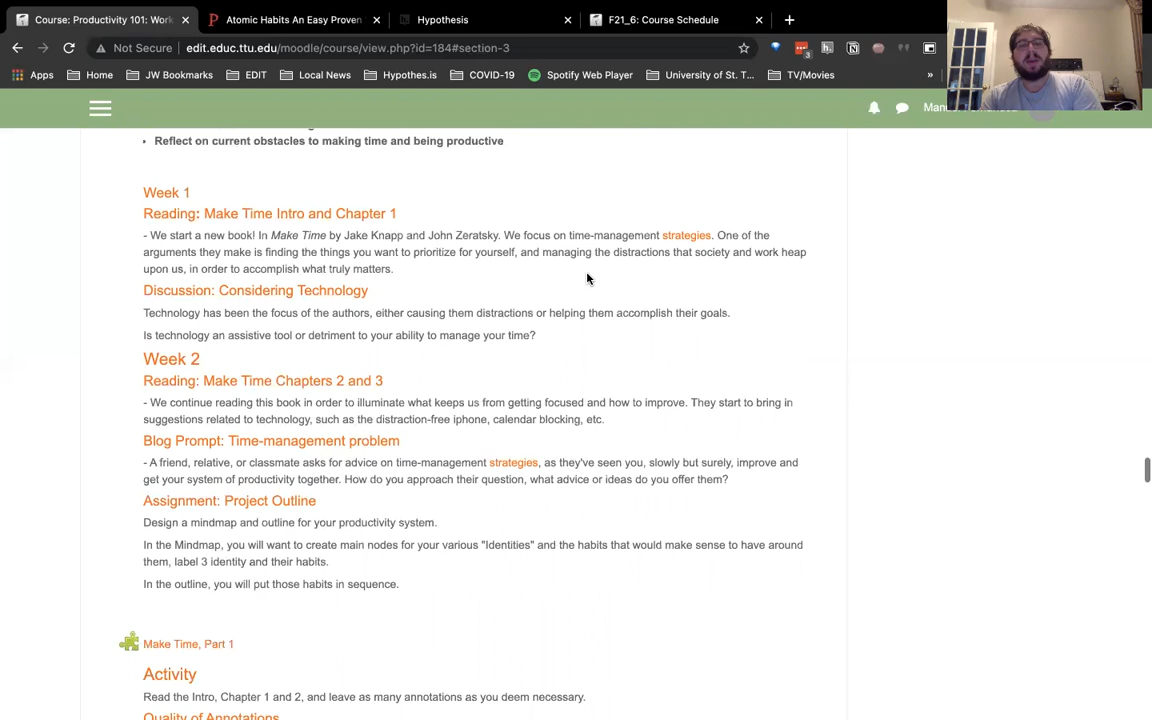 Course: Productivity 101: Work
Atomic Habits An Easy Proven
Hypothesis
F21_6: Course Schedule
Not Secure
edit.educ.ttu.edu/moodle/course/view.php?id=184#section-3
3
Apps
Home
JW Bookmarks
EDIT
Local News
Hypothes.is
COVID-19
Spotify Web Player
University of St. T...
TV/Movies
»
• Reflect on current obstacles to making time and being productive
Week 1
Reading: Make Time Intro and Chapter 1
- We start a new book! In Make Time by Jake Knapp and John Zeratsky. We focus on time-management strategies. One of the
arguments they make is finding the things you want to prioritize for yourself, and managing the distractions that society and work heap
upon us, in order to accomplish what truly matters.
Discussion: Considering Technology
Technology has been the focus of the authors, either causing them distractions or helping them accomplish their goals.
Is technology an assistive tool or detriment to your ability to manage your time?
Week 2
Reading: Make Time Chapters 2 and 3
- We continue reading this book in order to illuminate what keeps us from getting focused and how to improve. They start to bring in
suggestions related to technology, such as the distraction-free iphone, calendar blocking, etc.
Blog Prompt: Time-management problem
- A friend, relative, or classmate asks for advice on time-management strategies, as they've seen you, slowly but surely, improve and
get your system of productivity together. How do you approach their question, what advice or ideas do you offer them?
Assignment: Project Outline
Design a mindmap and outline for your productivity system.
In the Mindmap, you will want to create main nodes for your various "Identities" and the habits that would make sense to have around
them, label 3 identity and their habits.
In the outline, you will put those habits in sequence.
Make Time, Part 1
Activity
Read the Intro, Chapter 1 and 2, and leave as many annotations as you deem necessary.
Quality of Annotations